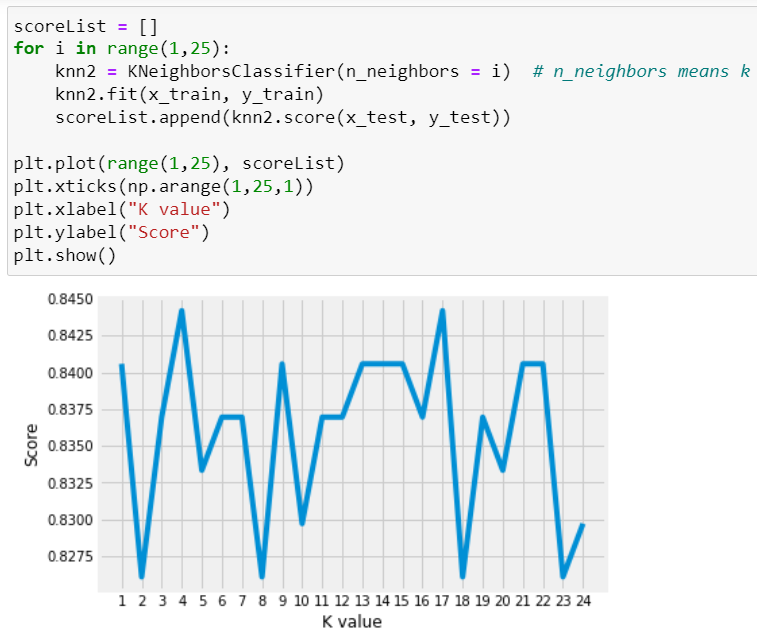 scoreList = []
for i in range(1,25):
    knn2 = KNeighborsClassifier(n_neighbors = i)  # n_neighbors means k
    knn2.fit(x_train, y_train)
    scoreList.append(knn2.score(x_test, y_test))

plt.plot(range(1,25), scoreList)
plt.xticks(np.arange(1,25,1))
plt.xlabel("K value")
plt.ylabel("Score")
plt.show()
0.8450
0.8425
0.8400
0.8375
0.8350
0.8325
0.8300
0.8275
Score
1 2 3 4 5 6 7 8 9 10 11 12 13 14 15 16 17 18 19 20 21 22 23 24
K value